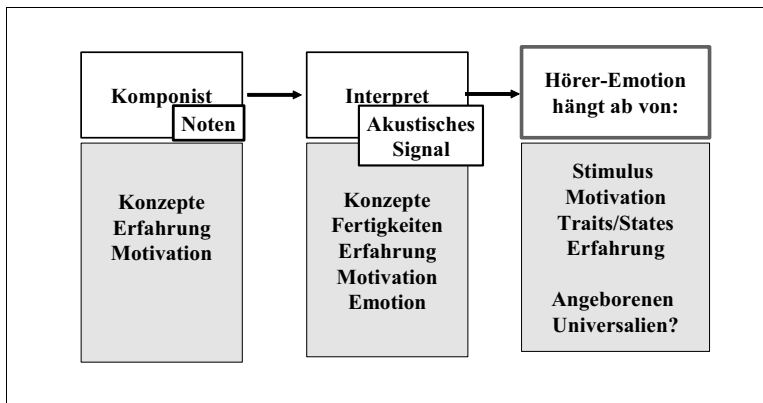 Komponist
Noten
Konzepte
Erfahrung
Motivation
Interpret
Akustisches
Signal
Konzepte
Fertigkeiten
Erfahrung
Motivation
Emotion
Hörer-Emotion
hängt ab von:
Stimulus
Motivation
Traits/States
Erfahrung
Angeborenen
Universalien?